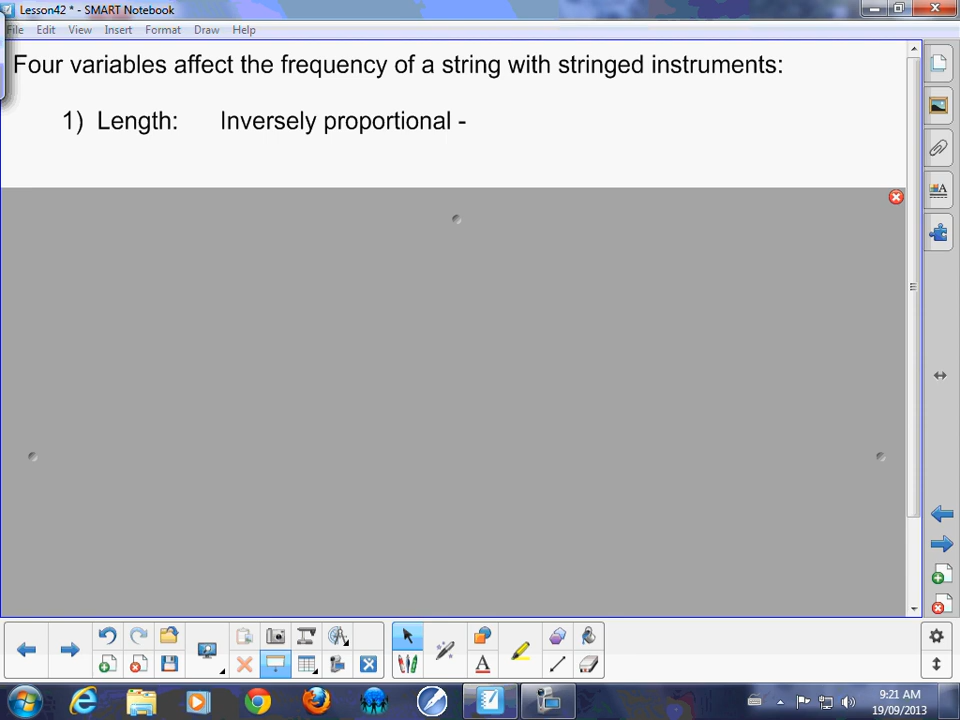 Lesson42 * - SMART Notebook
File Edit View Insert Format Draw Help
Four variables affect the frequency of a string with stringed instruments:
1) Length: Inversely proportional -
9:21 AM
19/09/2013